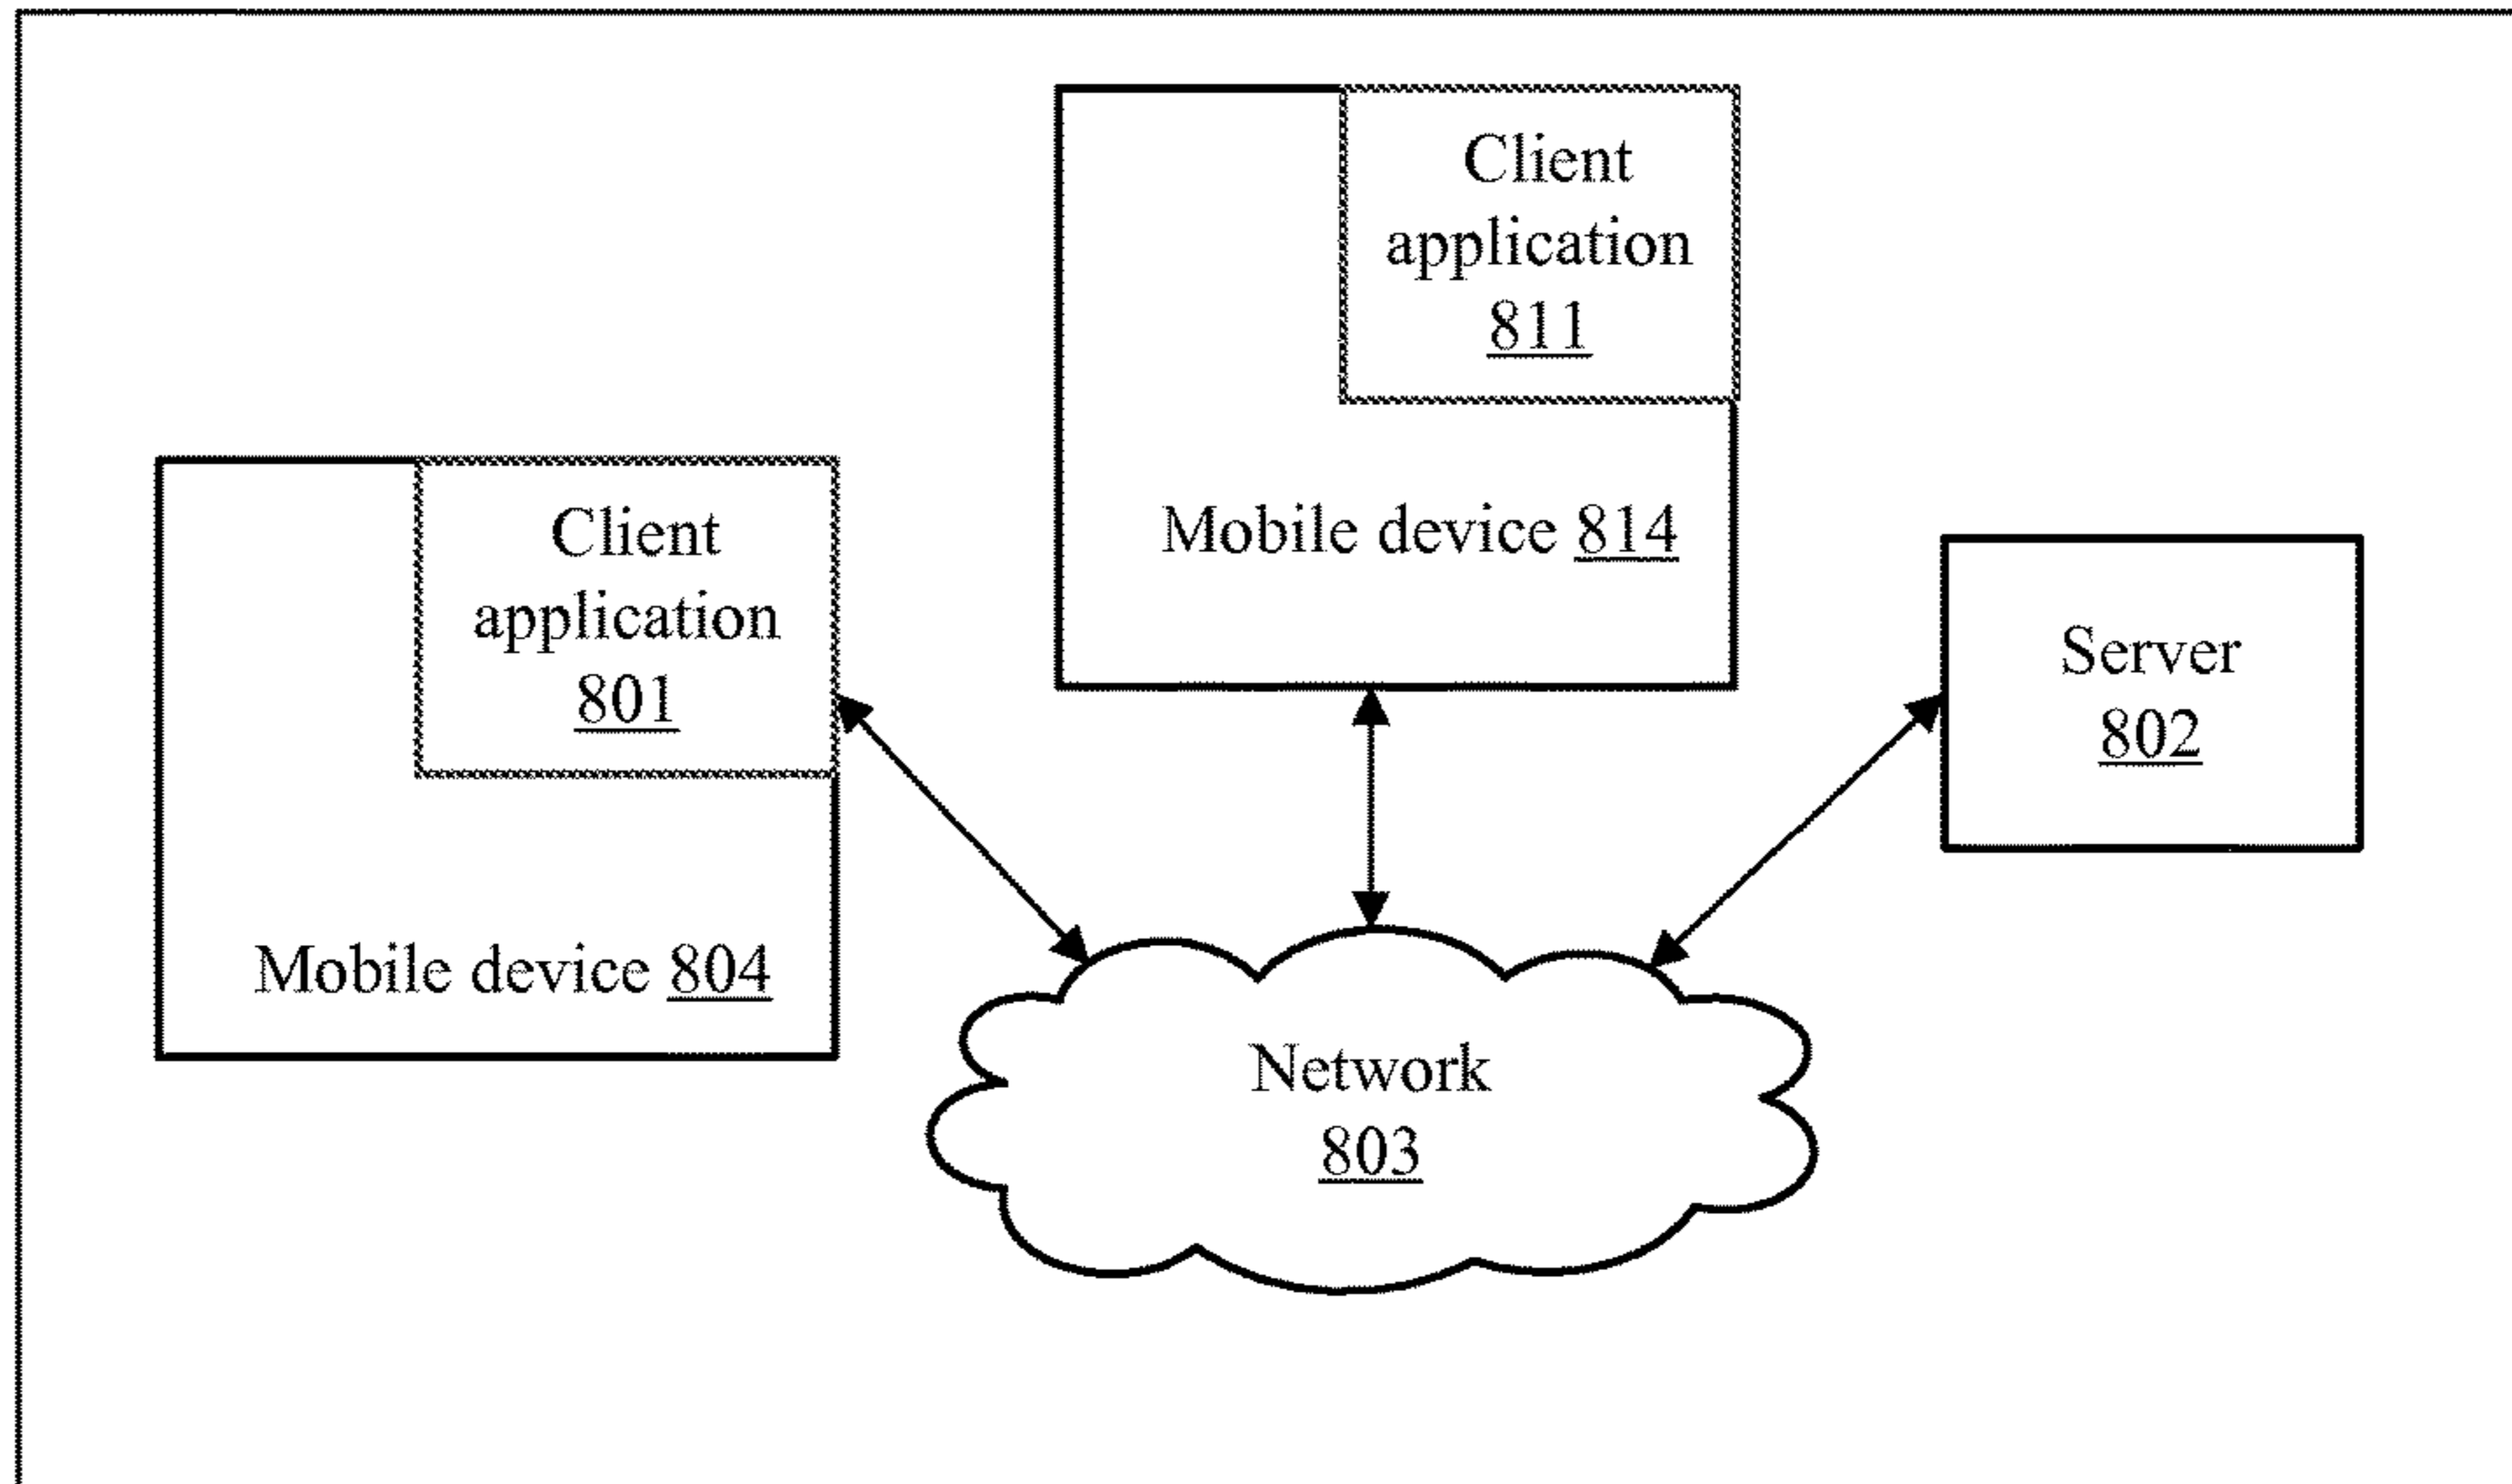 Client
application
811
Mobile device 814
Client
application
801
Mobile device 804
Server
802
Network
803